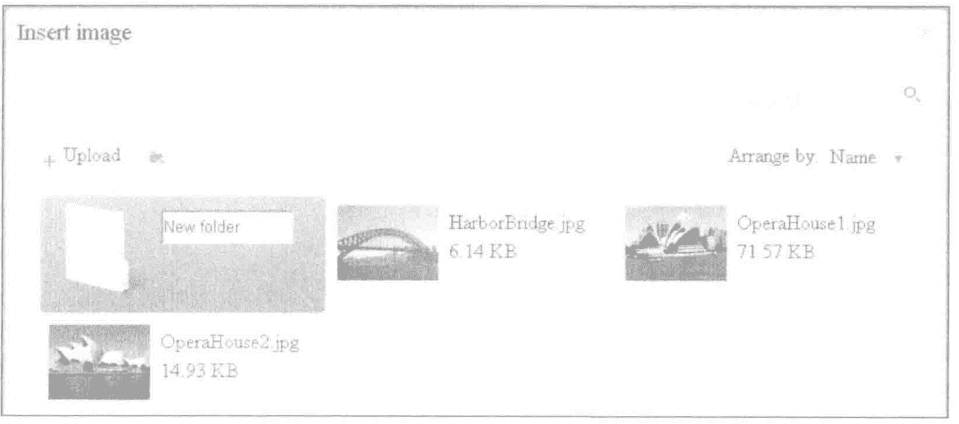 Insert image
+ Upload
Arrange by: Name
New folder
HarborBridge.jpg
6.14 KB
OperaHouse1.jpg
71.57 KB
OperaHouse2.jpg
14.93 KB